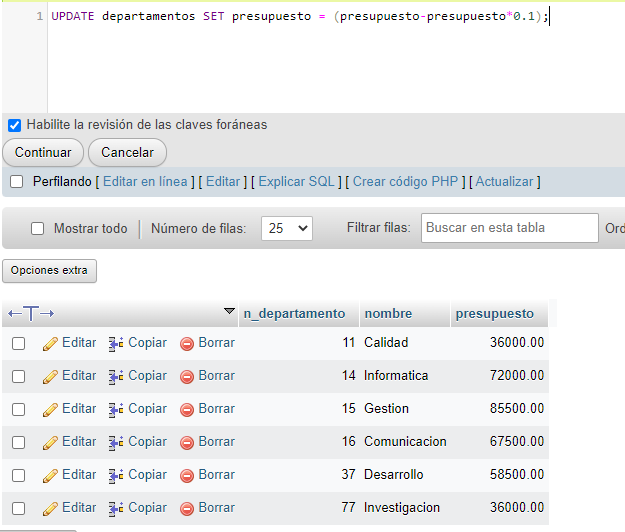 1 UPDATE departamentos SET presupuesto = (presupuesto-presupuesto*0.1);
Habilite la revisión de las claves foráneas
Continuar Cancelar
Perfilando [ Editar en línea ] [ Editar ] [ Explicar SQL ] [ Crear código PHP ] [ Actualizar ]
Mostrar todo | Número de filas: 25 Filtrar filas: Buscar en esta tabla Ord
Opciones extra
←T→ n_departamento nombre presupuesto
Editar Copiar Borrar 11 Calidad 36000.00
Editar Copiar Borrar 14 Informatica 72000.00
Editar Copiar Borrar 15 Gestion 85500.00
Editar Copiar Borrar 16 Comunicacion 67500.00
Editar Copiar Borrar 37 Desarrollo 58500.00
Editar Copiar Borrar 77 Investigacion 36000.00